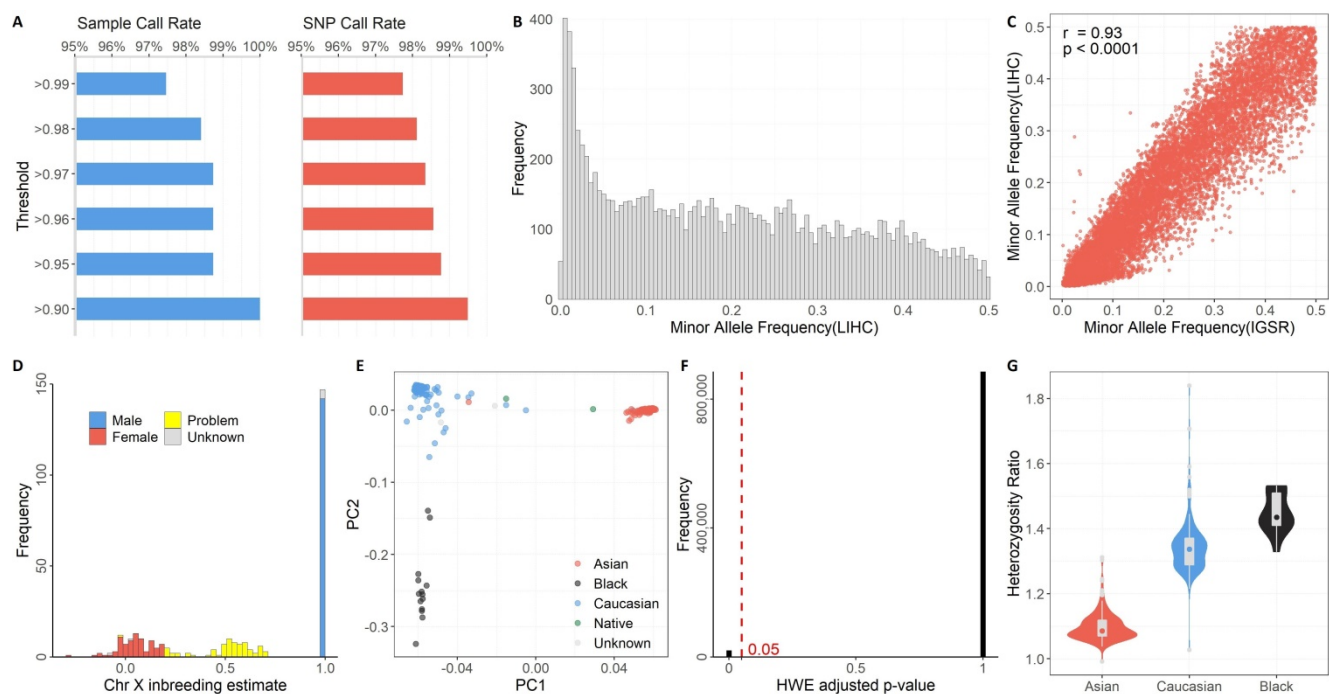 A
Sample Call Rate
SNP Call Rate
95% 96% 97% 98% 99% 100%
95% 96% 97% 98% 99% 100%
Threshold
>0.99
>0.98
>0.97
>0.96
>0.95
>0.90
B
Frequency
400
300
200
100
0
0.0 0.1 0.2 0.3 0.4 0.5
Minor Allele Frequency(LIHC)
C
r = 0.93
p < 0.0001
Minor Allele Frequency(LIHC)
0.5
0.4
0.3
0.2
0.1
0.0
0.0 0.1 0.2 0.3 0.4 0.5
Minor Allele Frequency(IGSR)
D
Frequency
150
100
50
0
Male
Female
Problem
Unknown
0.0 0.5 1.0
Chr X inbreeding estimate
E
PC2
0.0
-0.1
-0.2
-0.3
Asian
Black
Caucasian
Native
Unknown
-0.04 0.00 0.04
PC1
F
Frequency
800,000
400,000
0
0.05
0 0.5 1
HWE adjusted p-value
G
Heterozygosity Ratio
1.8
1.6
1.4
1.2
1.0
Asian Caucasian Black